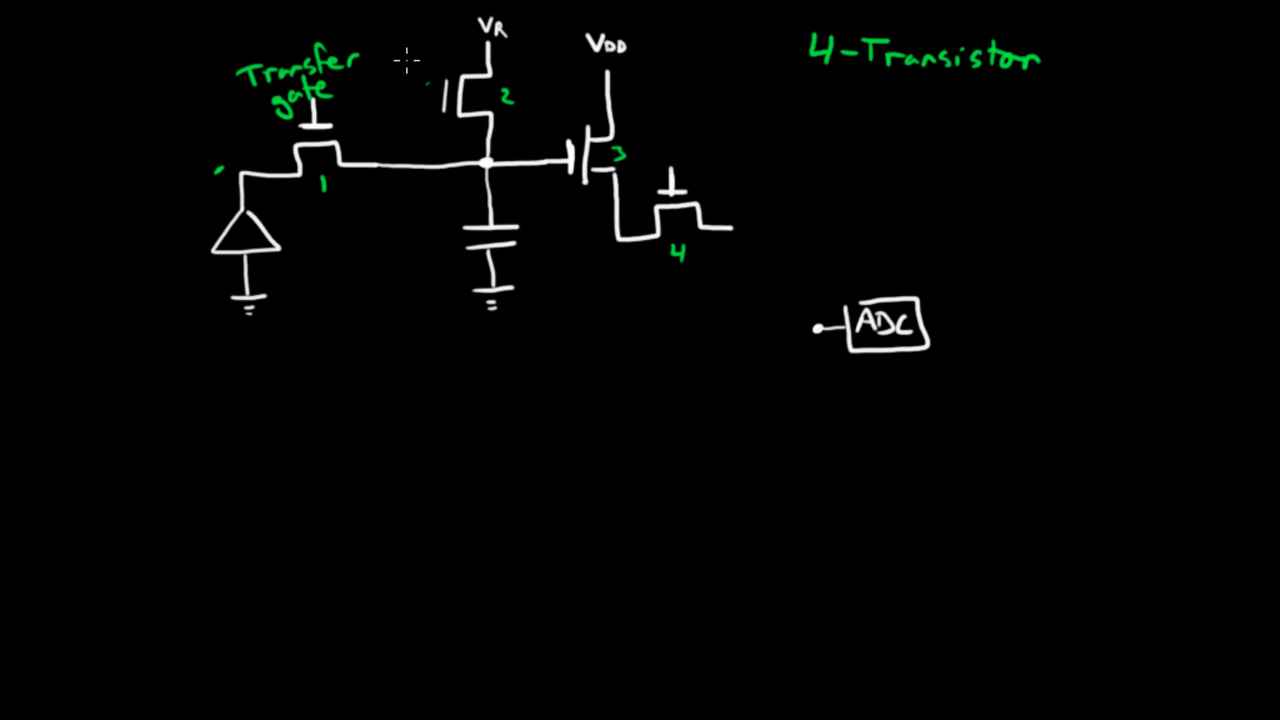 VR
VDD
4-Transistor
Transfer
gate
2
3
1
4
ADC